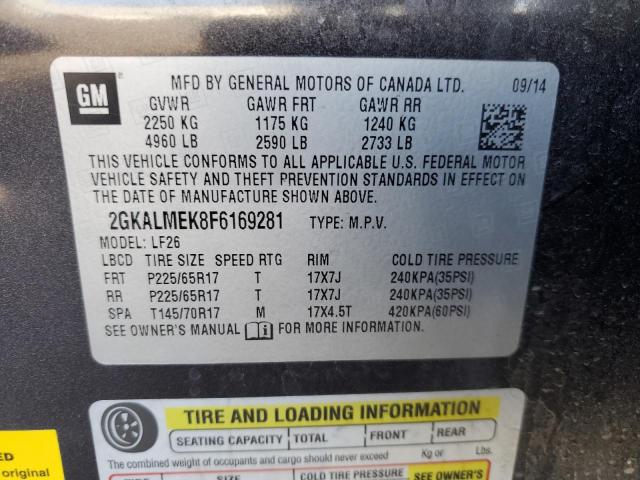 GM
MFD BY GENERAL MOTORS OF CANADA LTD. 09/14
GVWR GAWR FRT GAWR RR
2250 KG 1175 KG 1240 KG
4960 LB 2590 LB 2733 LB
THIS VEHICLE CONFORMS TO ALL APPLICABLE U.S. FEDERAL MOTOR
VEHICLE SAFETY AND THEFT PREVENTION STANDARDS IN EFFECT ON
THE DATE OF MANUFACTURE SHOWN ABOVE.
2GKALMEK8F6169281 TYPE: M.P.V.
MODEL: LF26
LBCD TIRE SIZE SPEED RTG RIM COLD TIRE PRESSURE
FRT P225/65R17 T 17X7J 240KPA(35PSI)
RR P225/65R17 T 17X7J 240KPA(35PSI)
SPA T145/70R17 M 17X4.5T 420KPA(60PSI)
SEE OWNER'S MANUAL i FOR MORE INFORMATION.
TIRE AND LOADING INFORMATION
SEATING CAPACITY TOTAL FRONT REAR
The combined weight of occupants and cargo should never exceed Kg or Lbs.
TIRE SIZE COLD TIRE PRESSURE SEE OWNER'S
original